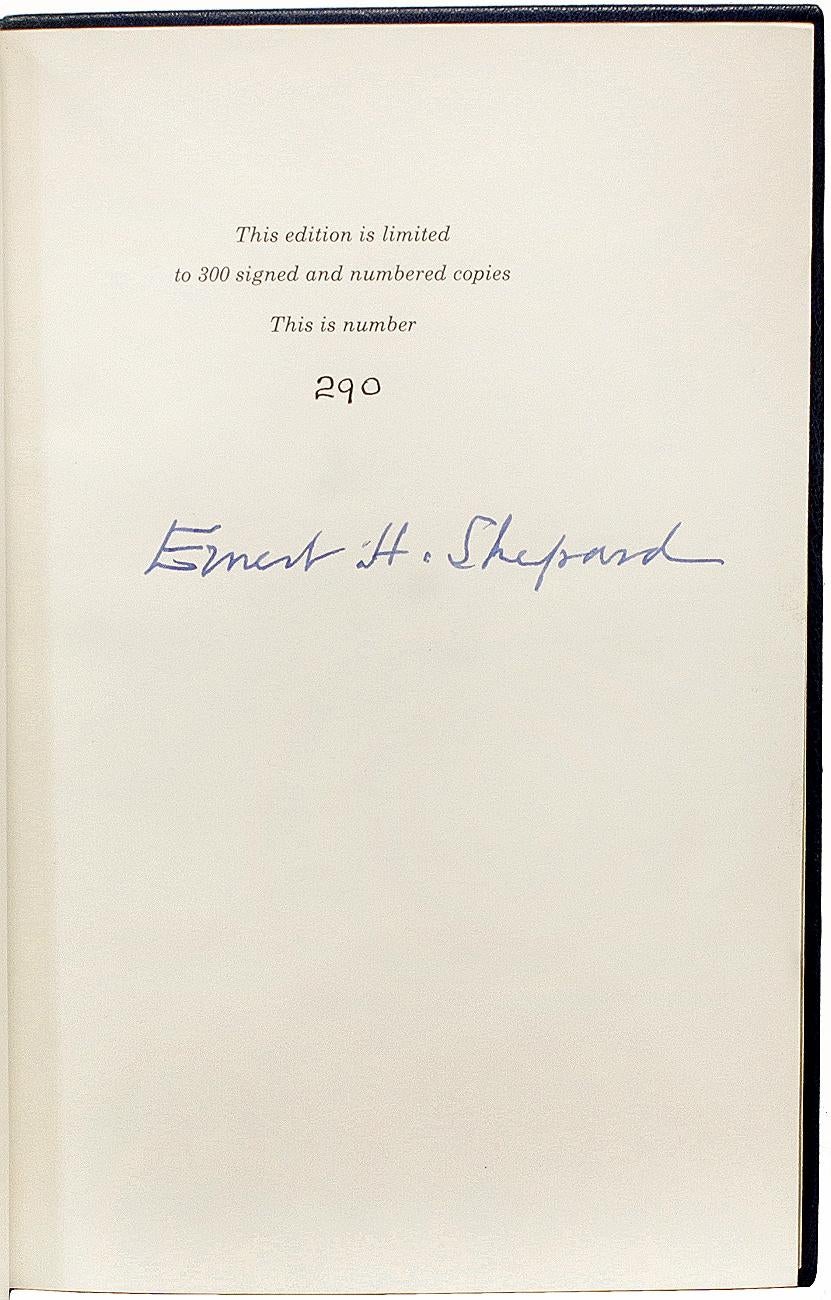 This edition is limited
to 300 signed and numbered copies
This is number
290
Ernest H. Shepard